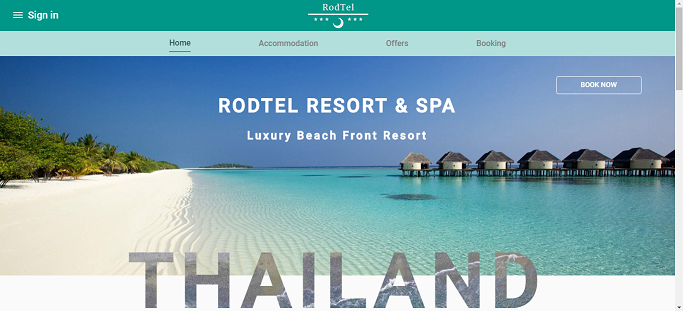 Sign in
RodTel
Home
Accommodation
Offers
Booking
BOOK NOW
RODTEL RESORT & SPA
Luxury Beach Front Resort
THAILAND